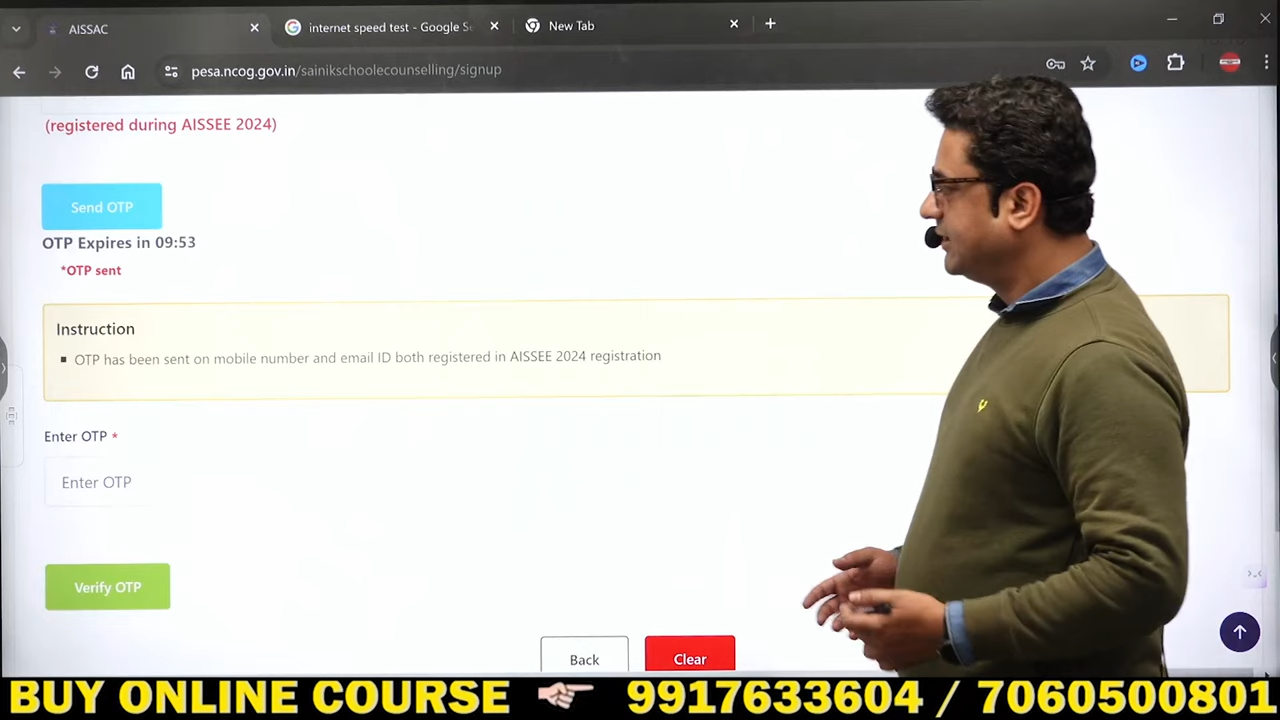 AISSAC
internet speed test - Google Se
New Tab
pesa.ncog.gov.in/sainikschoolecounselling/signup
(registered during AISSEE 2024)
Send OTP
OTP Expires in 09:53
*OTP sent
Instruction
▪ OTP has been sent on mobile number and email ID both registered in AISSEE 2024 registration
Enter OTP *
Enter OTP
Verify OTP
Back
Clear
BUY ONLINE COURSE 9917633604 / 7060500801